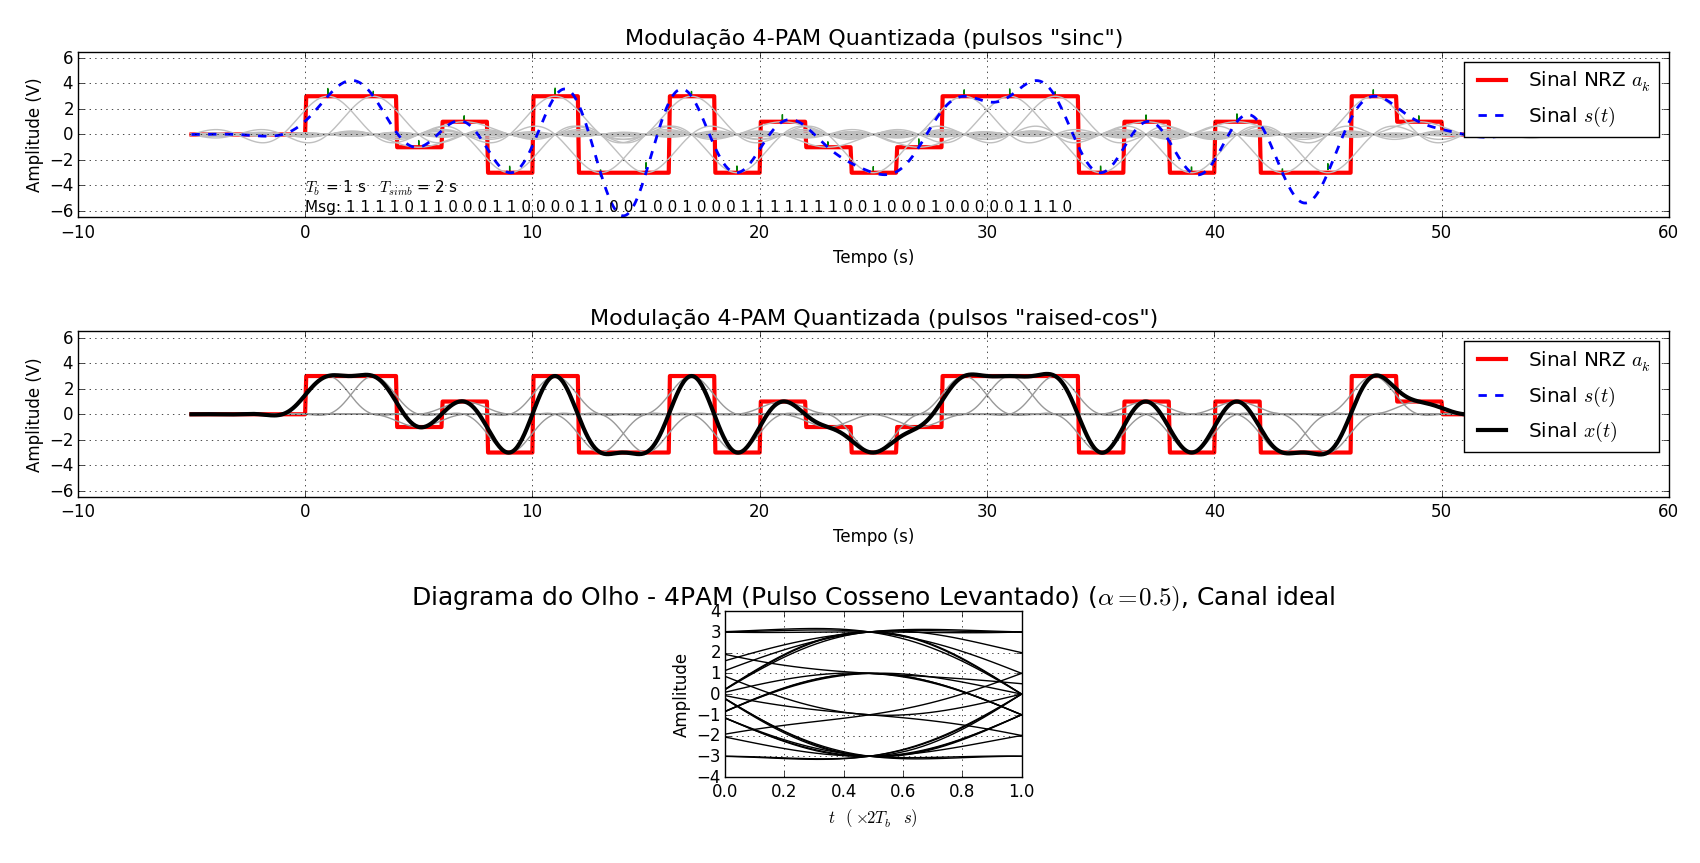 Modulação 4-PAM Quantizada (pulsos "sinc")
Amplitude (V)
6
4
2
0
−2
−4
−6
Sinal NRZ $a_k$
Sinal $s(t)$
$T_b$ = 1 s $T_{simb}$ = 2 s
Msg: 1 1 1 1 0 1 1 0 0 0 1 1 0 0 0 0 1 1 0 0 1 0 0 1 0 0 0 1 1 1 1 1 1 1 0 0 1 0 0 0 1 0 0 0 0 0 1 1 1 0
−10 0 10 20 30 40 50 60
Tempo (s)
Modulação 4-PAM Quantizada (pulsos "raised-cos")
Amplitude (V)
6
4
2
0
−2
−4
−6
Sinal NRZ $a_k$
Sinal $s(t)$
Sinal $x(t)$
−10 0 10 20 30 40 50 60
Tempo (s)
Diagrama do Olho - 4PAM (Pulso Cosseno Levantado) ($\alpha=0.5$), Canal ideal
Amplitude
4
3
2
1
0
−1
−2
−3
−4
0.0 0.2 0.4 0.6 0.8 1.0
$t$ $(\times 2T_b$ $s)$